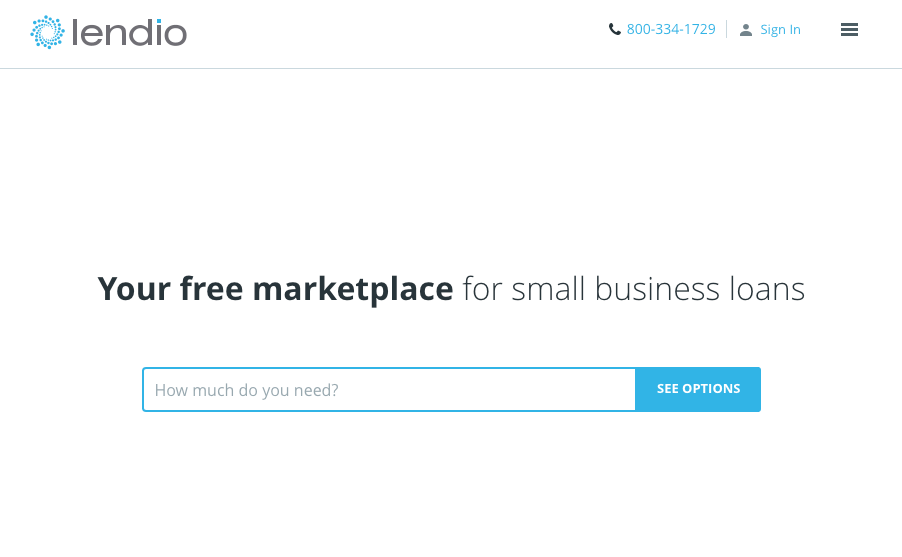 lendio
800-334-1729
Sign In
Your free marketplace for small business loans
How much do you need?
SEE OPTIONS